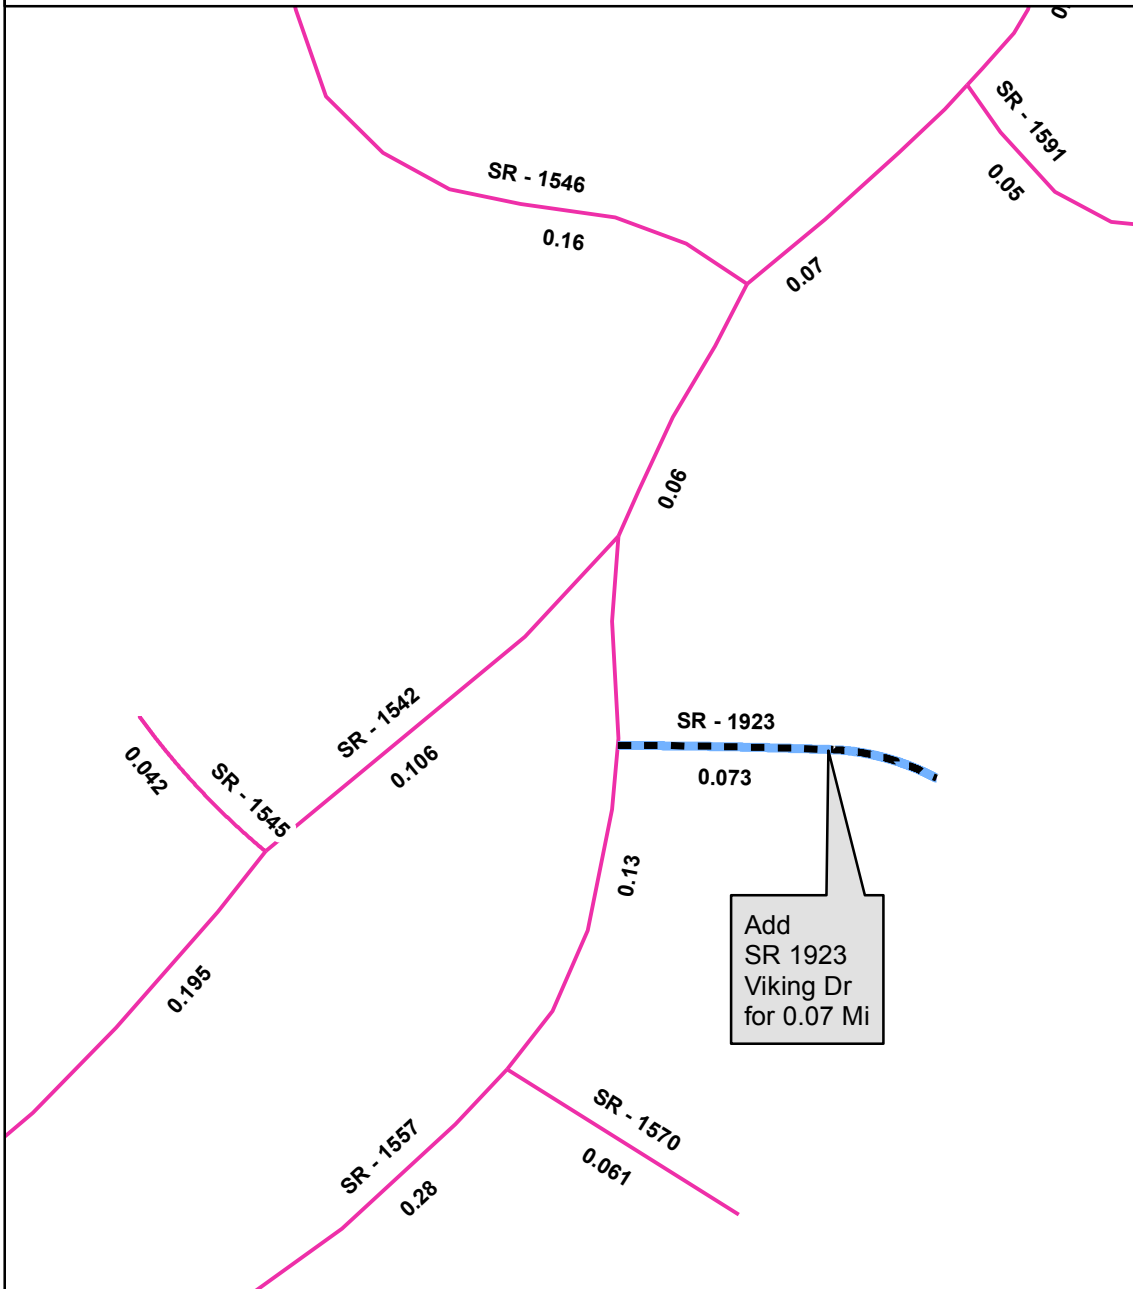 SR - 1591
0.05
SR - 1546
0.16
0.07
0.06
SR - 1542
0.106
SR - 1923
0.073
0.042
SR - 1545
0.13
0.195
Add
SR 1923
Viking Dr
for 0.07 Mi
SR - 1570
0.061
SR - 1557
0.28